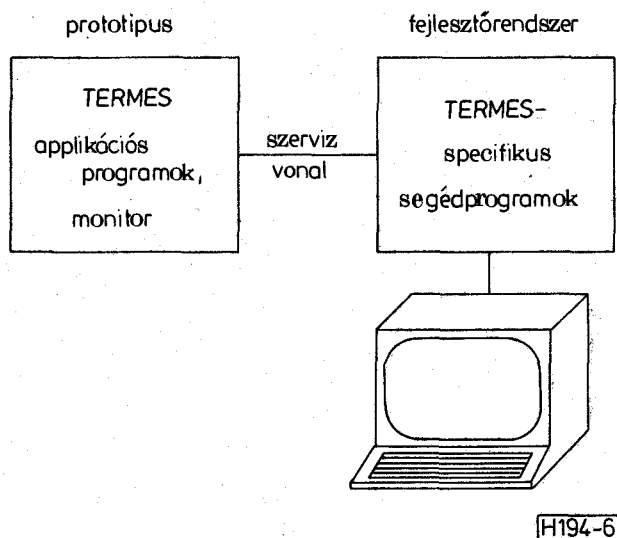 prototipus
fejlesztőrendszer
TERMES
applikációs
programok,
monitor
szerviz
vonal
TERMES-
specifikus
segédprogramok
H194-6